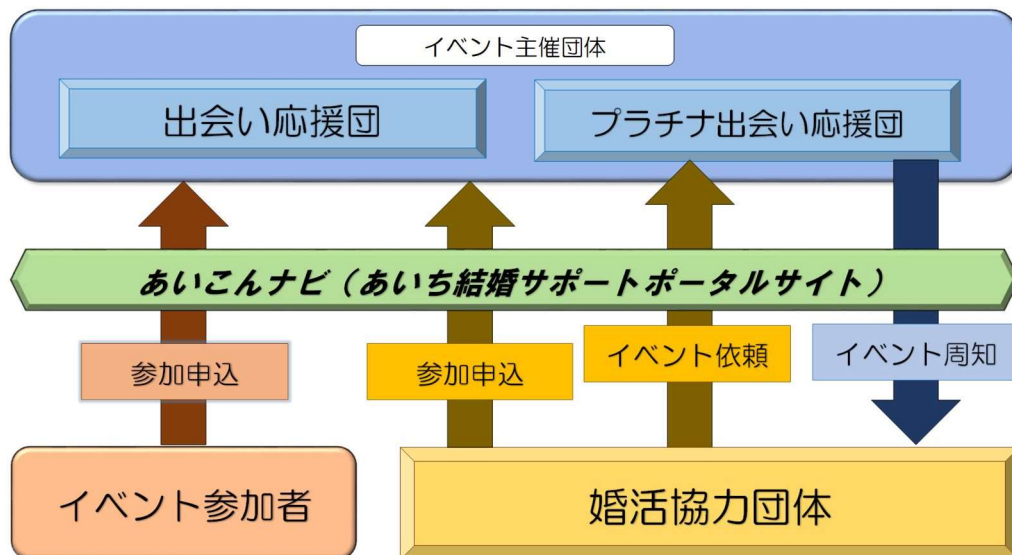 イベント主催団体
出会い応援団
プラチナ出会い応援団
あいこんナビ（あいち結婚サポートポータルサイト）
参加申込
参加申込
イベント依頼
イベント周知
イベント参加者
婚活協力団体